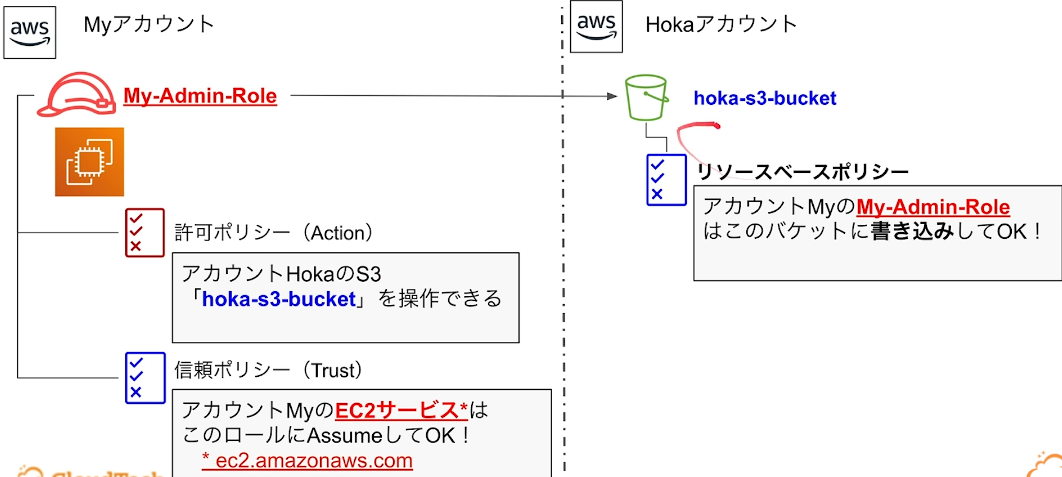 aws
Myアカウント
aws
Hokaアカウント
My-Admin-Role
hoka-s3-bucket
リソースベースポリシー
アカウントMyのMy-Admin-Role
はこのバケットに書き込みしてOK！
許可ポリシー（Action）
アカウントHokaのS3
「hoka-s3-bucket」を操作できる
信頼ポリシー（Trust）
アカウントMyのEC2サービス*は
このロールにAssumeしてOK！
* ec2.amazonaws.com
CloudTech